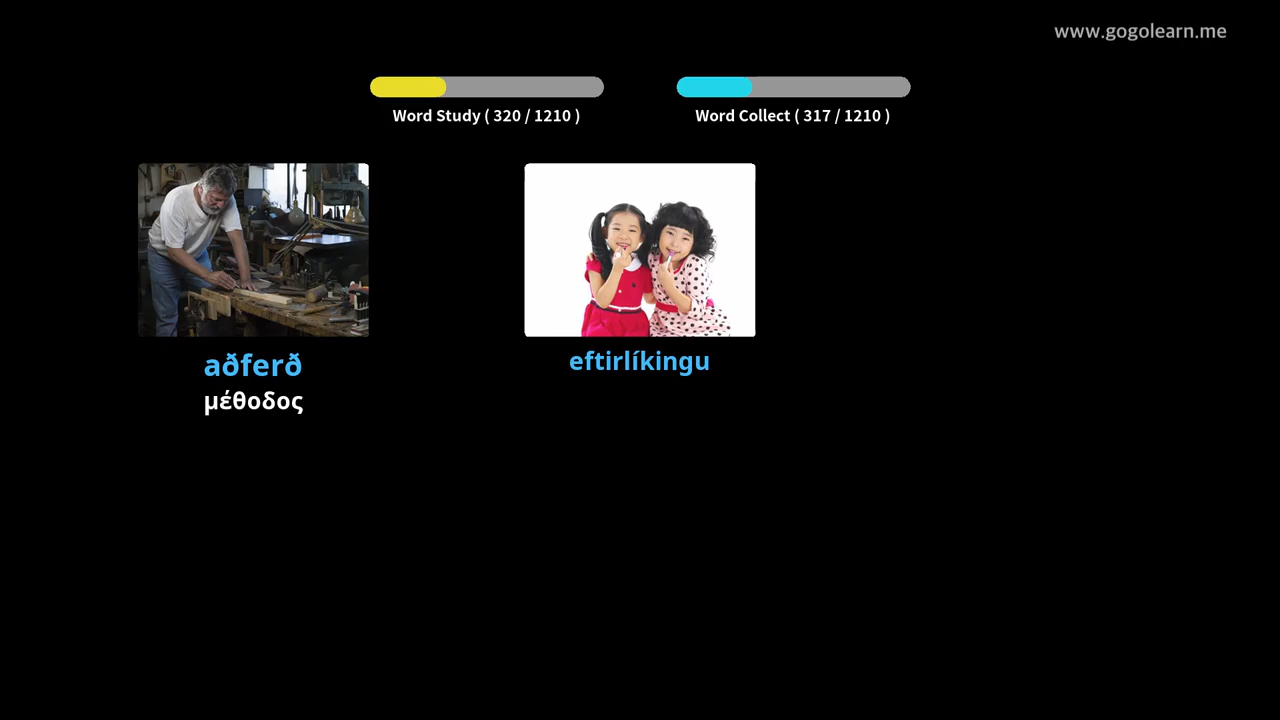 www.gogolearn.me
Word Study ( 320 / 1210 )
Word Collect ( 317 / 1210 )
aðferð
μέθοδος
eftirlíkingu